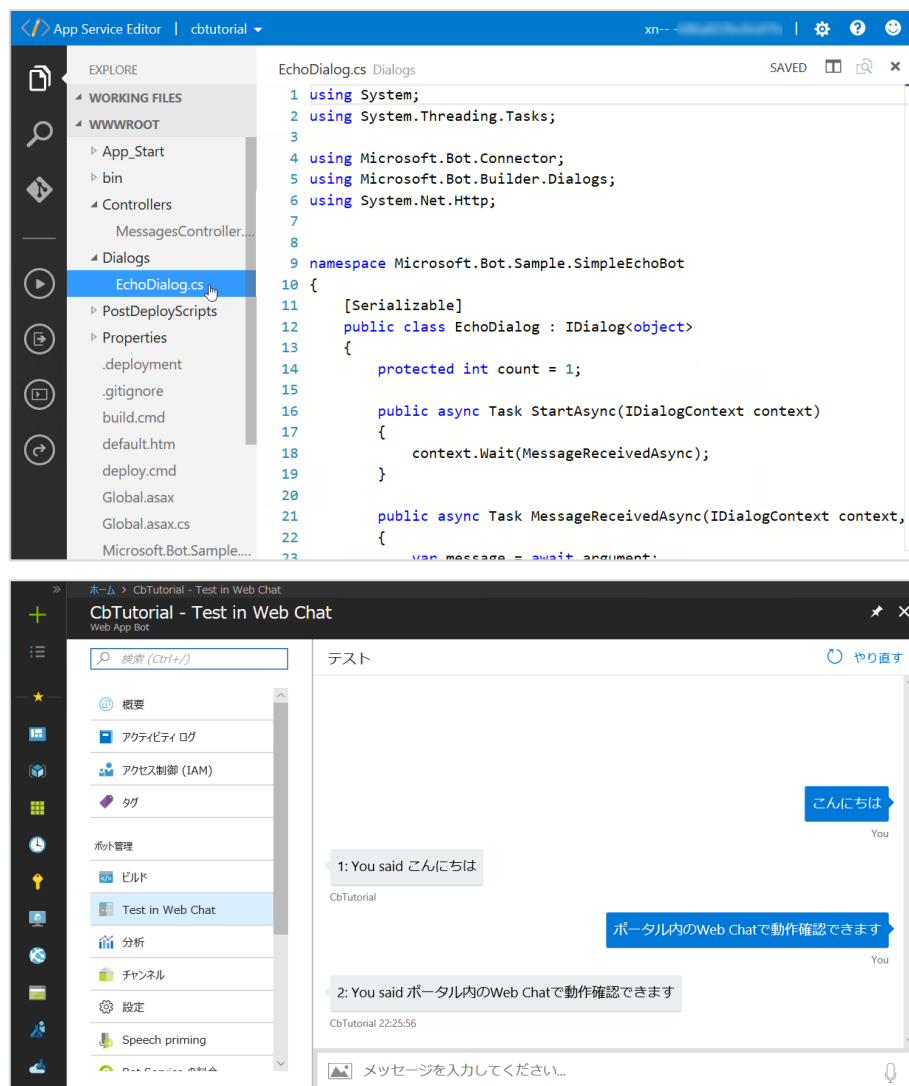 App Service Editor | cbtutorial
xn-- -
EXPLORE
WORKING FILES
WWWROOT
App_Start
bin
Controllers
MessagesController....
Dialogs
EchoDialog.cs
PostDeployScripts
Properties
.deployment
.gitignore
build.cmd
default.htm
deploy.cmd
Global.asax
Global.asax.cs
Microsoft.Bot.Sample....
EchoDialog.cs Dialogs
SAVED
1 using System;
2 using System.Threading.Tasks;
3
4 using Microsoft.Bot.Connector;
5 using Microsoft.Bot.Builder.Dialogs;
6 using System.Net.Http;
7
8
9 namespace Microsoft.Bot.Sample.SimpleEchoBot
10 {
11 [Serializable]
12 public class EchoDialog : IDialog<object>
13 {
14 protected int count = 1;
15
16 public async Task StartAsync(IDialogContext context)
17 {
18 context.Wait(MessageReceivedAsync);
19 }
20
21 public async Task MessageReceivedAsync(IDialogContext context,
22 {
23 var message = await argument;
ホーム > CbTutorial - Test in Web Chat
CbTutorial - Test in Web Chat
Web App Bot
検索 (Ctrl+/)
概要
アクティビティ ログ
アクセス制御 (IAM)
タグ
ボット管理
ビルド
Test in Web Chat
分析
チャンネル
設定
Speech priming
Bot Service の料金
テスト
やり直す
こんにちは
You
1: You said こんにちは
CbTutorial
ポータル内のWeb Chatで動作確認できます
You
2: You said ポータル内のWeb Chatで動作確認できます
CbTutorial 22:25:56
メッセージを入力してください...